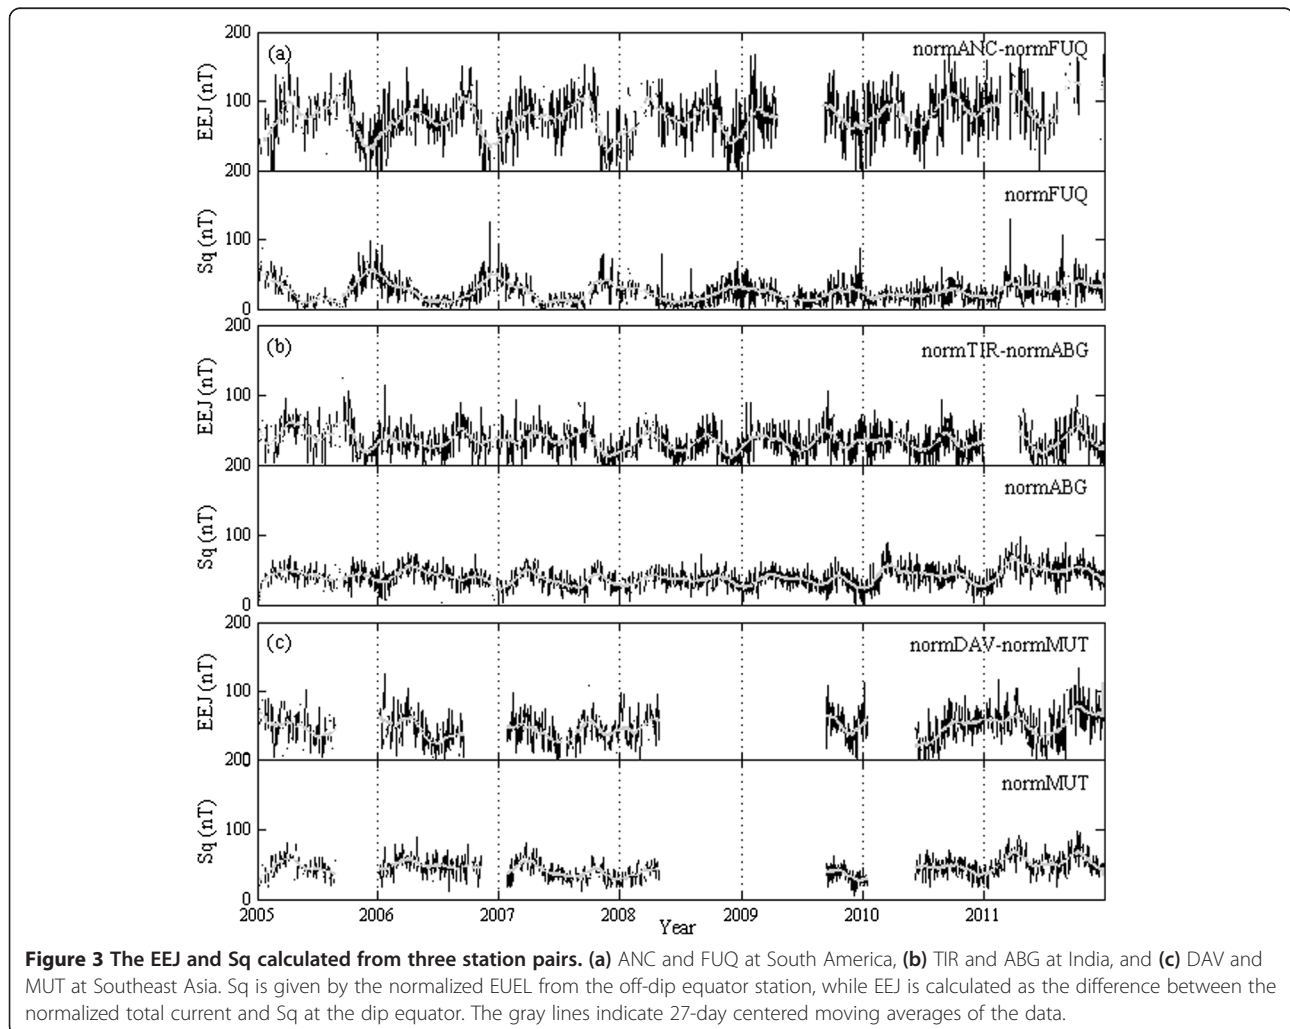 200
(a)
normANC-normFUQ
EEJ (nT)
100
200
normFUQ
Sq (nT)
100
0
200
(b)
normTIR-normABG
EEJ (nT)
100
200
normABG
Sq (nT)
100
0
200
(c)
normDAV-normMUT
EEJ (nT)
100
200
normMUT
Sq (nT)
100
0
2005 2006 2007 2008 2009 2010 2011
Year
Figure 3 The EEJ and Sq calculated from three station pairs. (a) ANC and FUQ at South America, (b) TIR and ABG at India, and (c) DAV and
MUT at Southeast Asia. Sq is given by the normalized EUEL from the off-dip equator station, while EEJ is calculated as the difference between the
normalized total current and Sq at the dip equator. The gray lines indicate 27-day centered moving averages of the data.